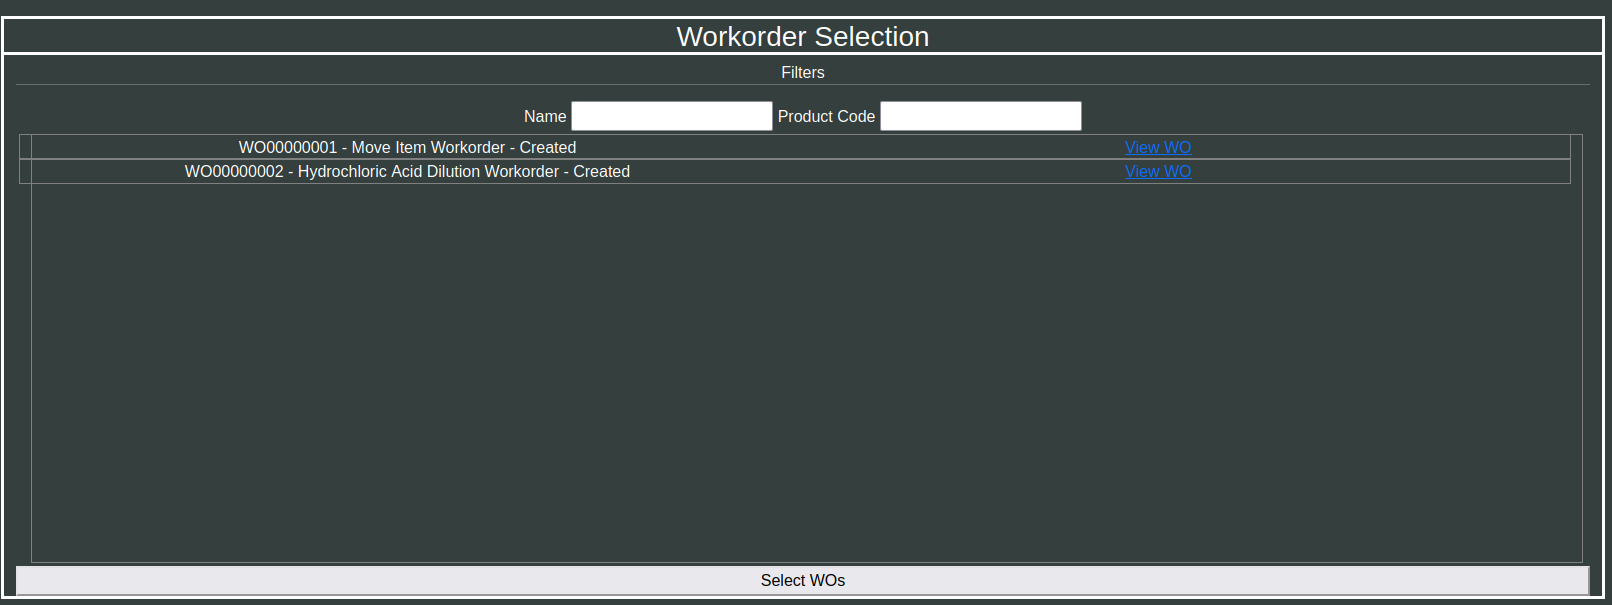 Workorder Selection
Filters
Name Product Code
WO00000001 - Move Item Workorder - Created View WO
WO00000002 - Hydrochloric Acid Dilution Workorder - Created View WO
Select WOs